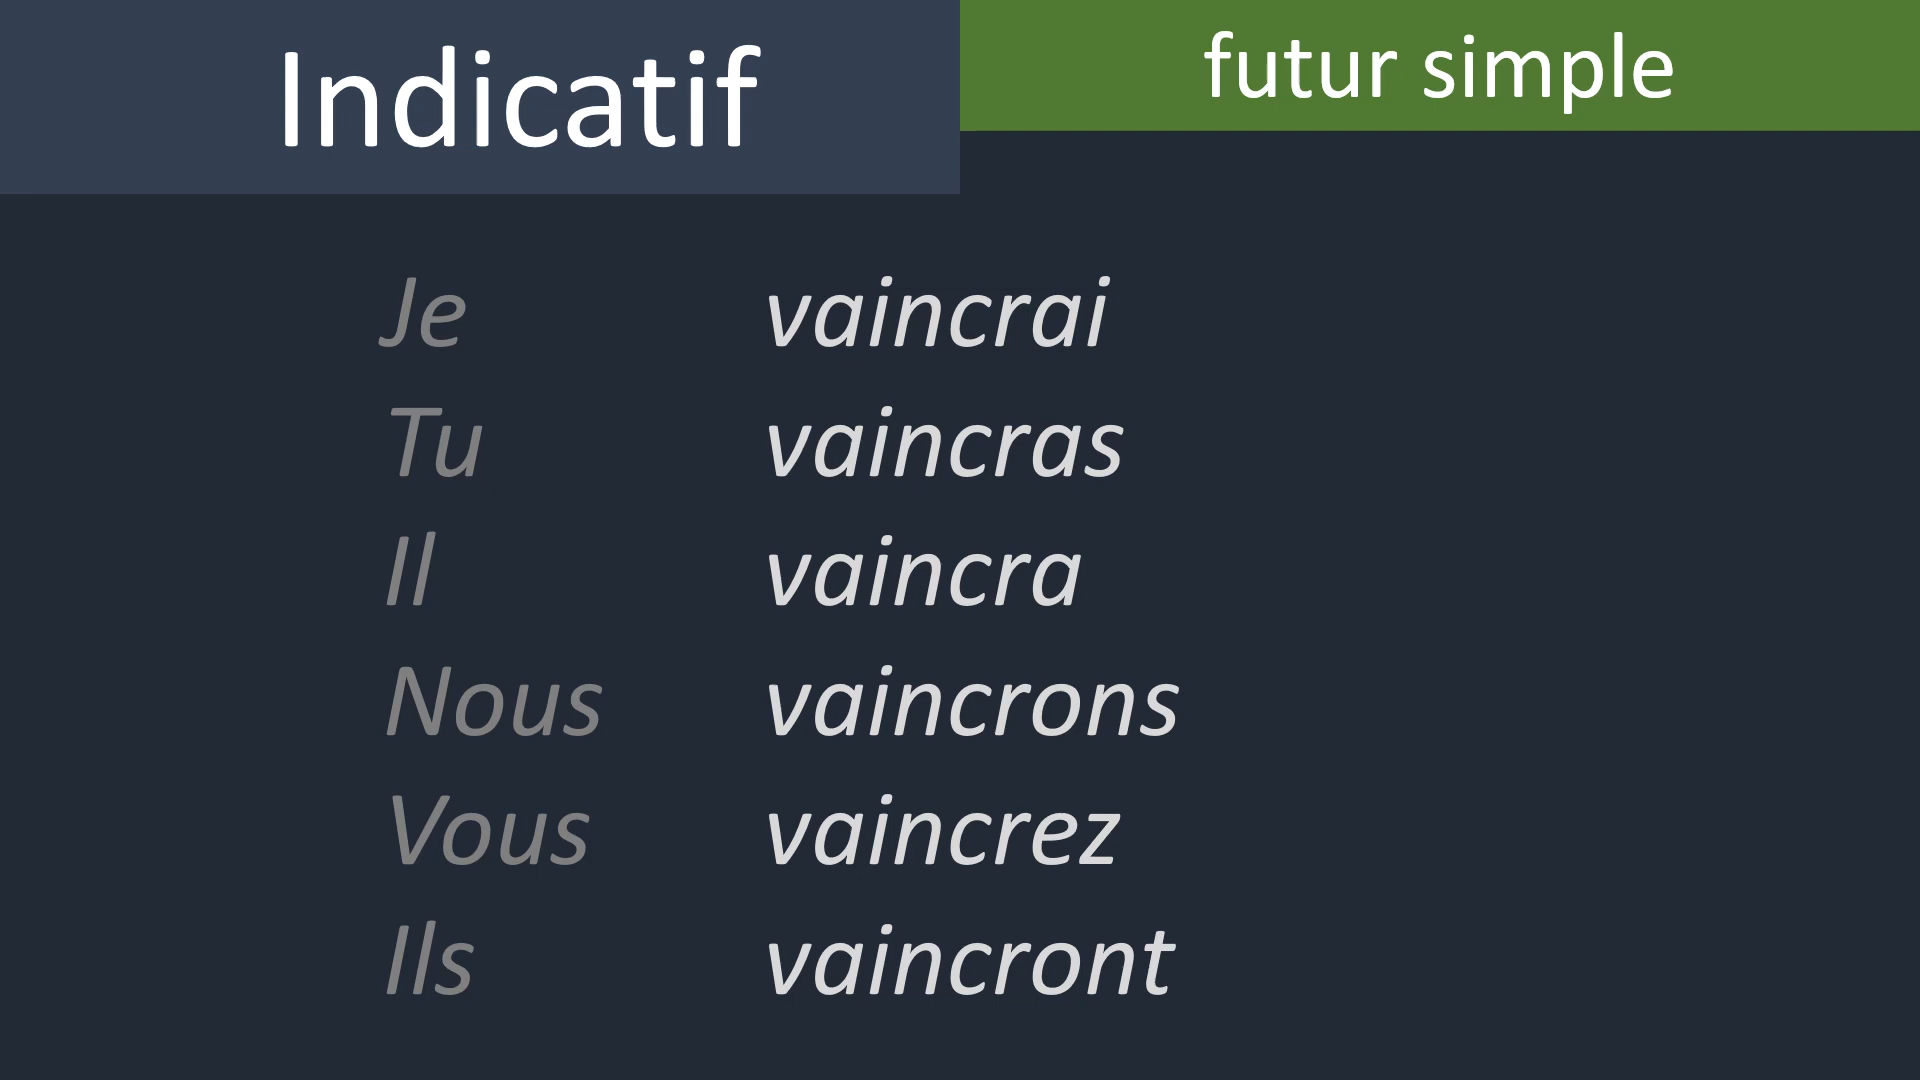 Indicatif
futur simple
Je vaincrai
Tu vaincras
Il vaincra
Nous vaincrons
Vous vaincrez
Ils vaincront